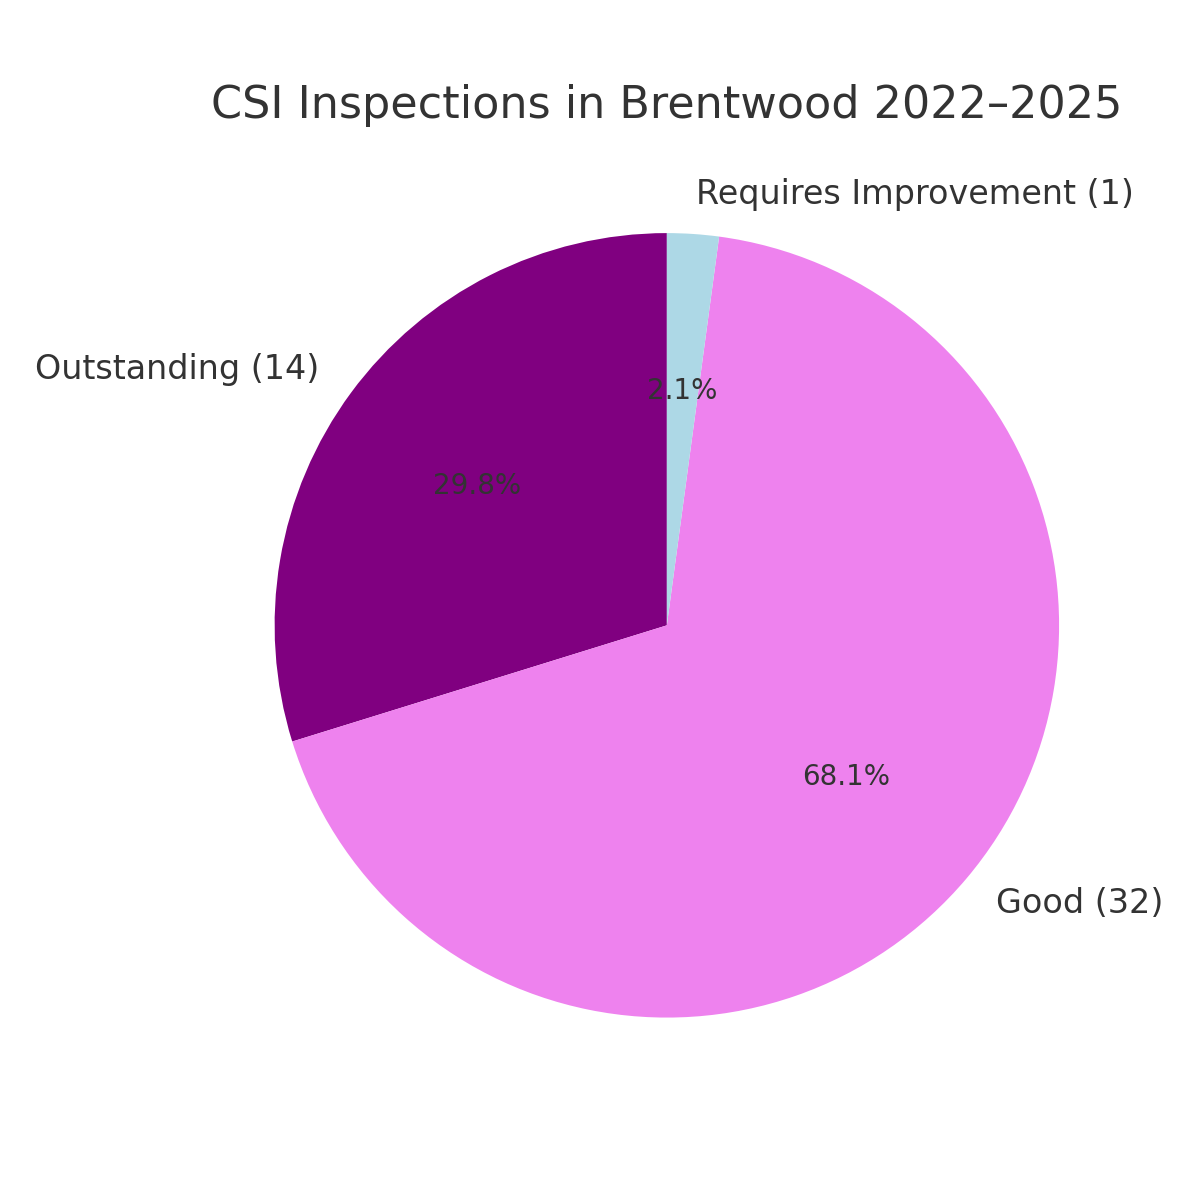 CSI Inspections in Brentwood 2022–2025
Requires Improvement (1)
Outstanding (14)
2.1%
29.8%
68.1%
Good (32)